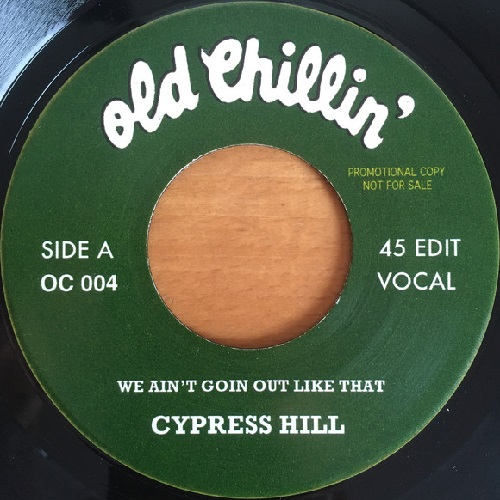 old Chillin'
PROMOTIONAL COPY
NOT FOR SALE
SIDE A
OC 004
45 EDIT
VOCAL
WE AIN'T GOIN OUT LIKE THAT
CYPRESS HILL